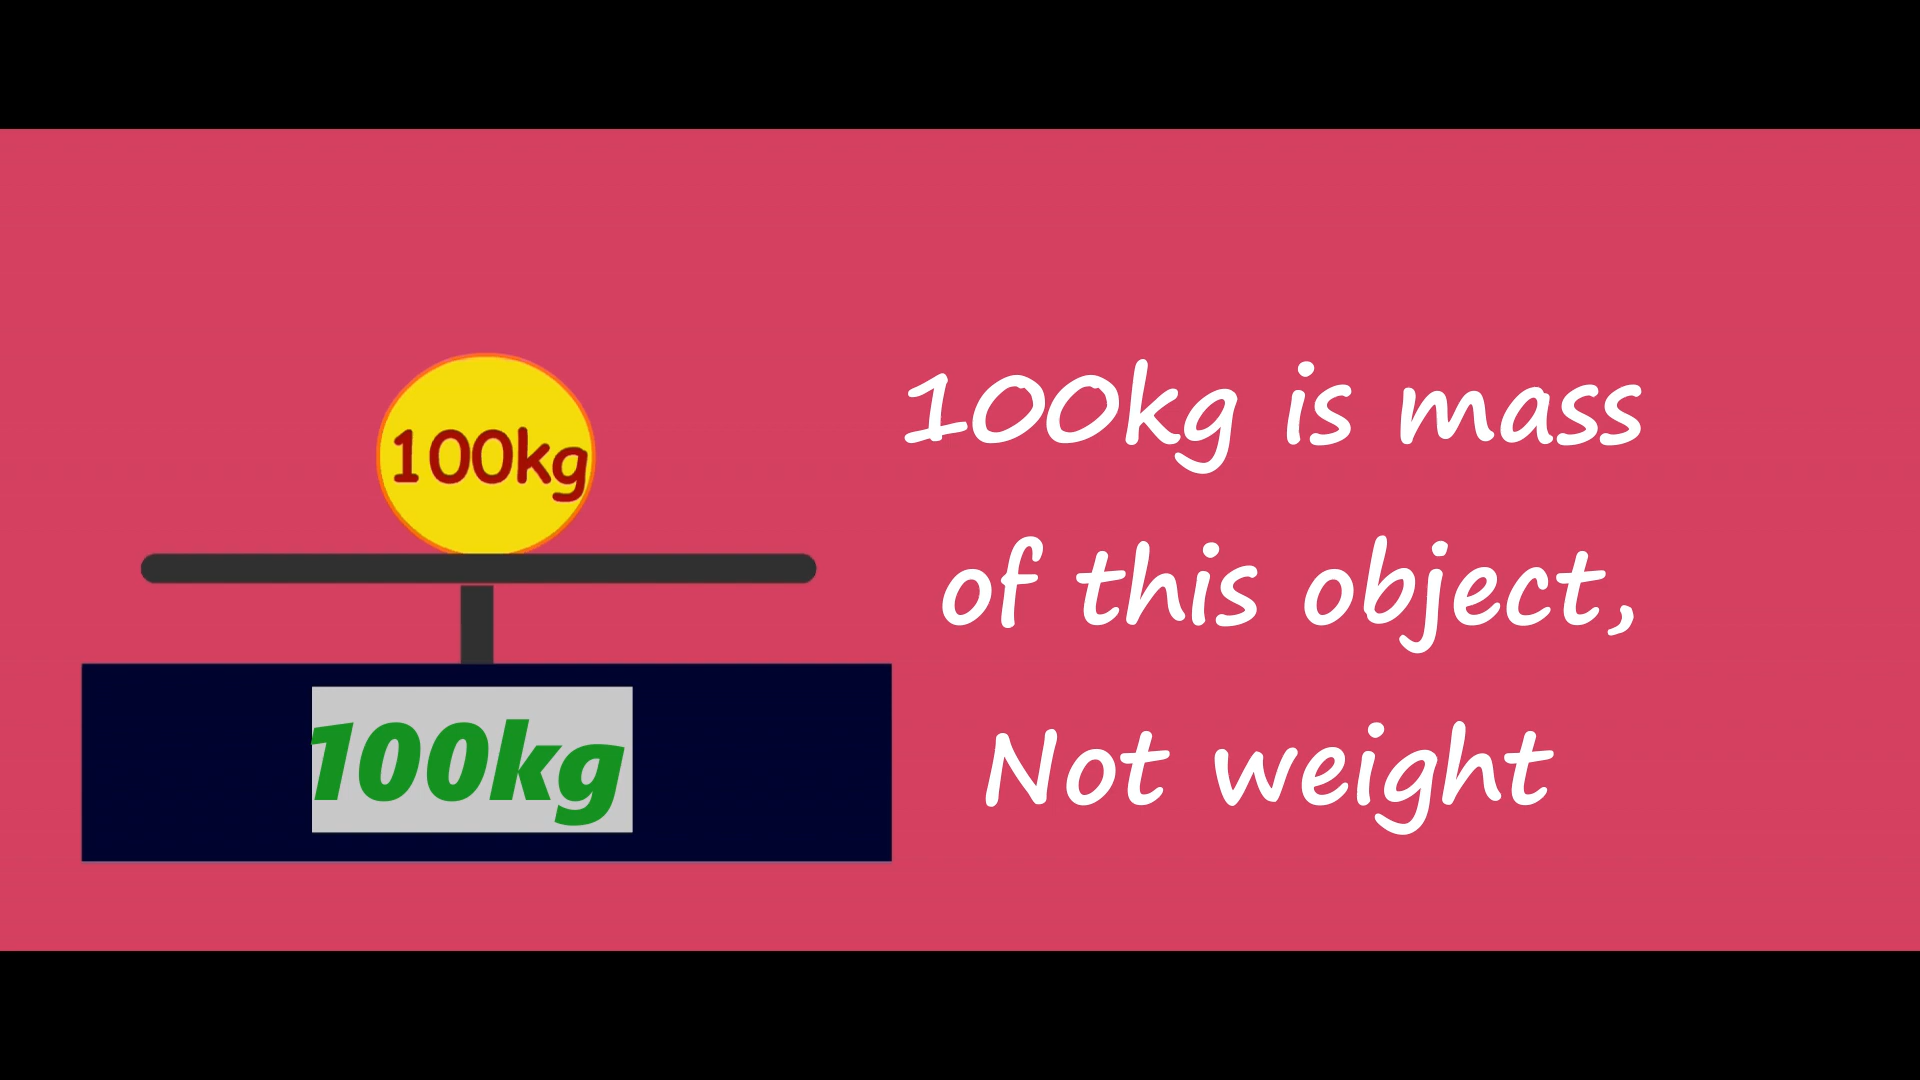 100kg
100kg
100kg is mass
of this object,
Not weight